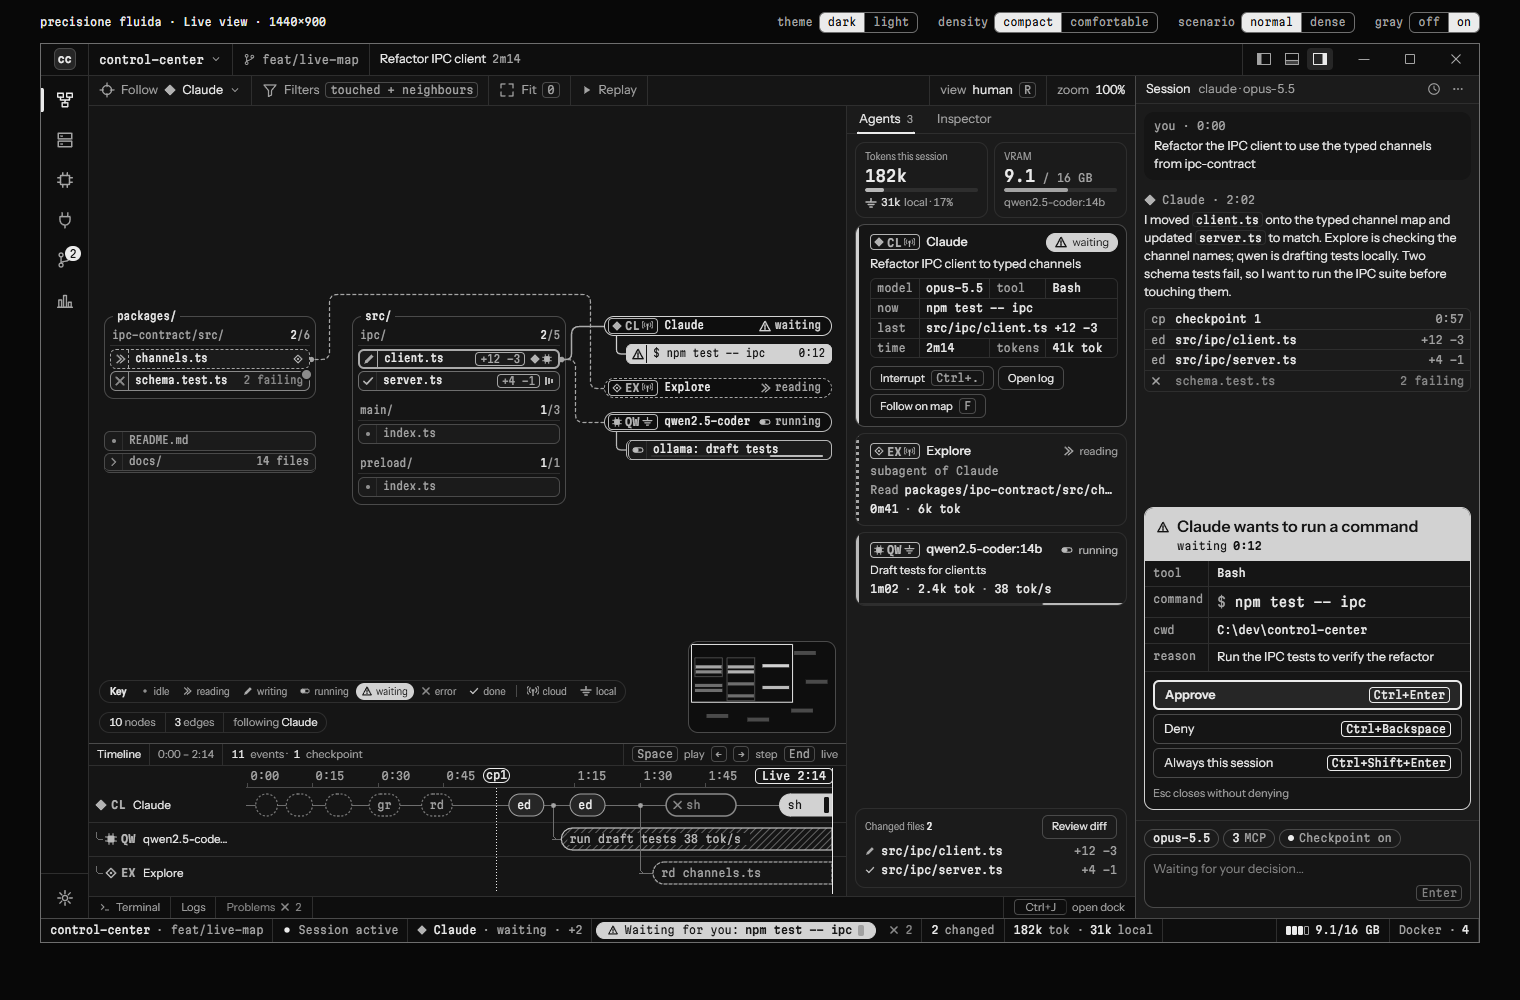 precisione fluida · Live view · 1440×900
theme dark light density compact comfortable scenario normal dense gray off on
cc control-center feat/live-map Refactor IPC client 2m14
Follow Claude Filters touched + neighbours Fit 0 Replay view human R zoom 100%
2
packages/
ipc-contract/src/ 2/6
channels.ts
schema.test.ts 2 failing
README.md
docs/ 14 files
src/
ipc/ 2/5
client.ts +12 −3
server.ts +4 −1
main/ 1/3
index.ts
preload/ 1/1
index.ts
CL Claude waiting
$ npm test −− ipc 0:12
EX Explore reading
QW qwen2.5-coder running
ollama: draft tests
Key idle reading writing running waiting error done cloud local
10 nodes 3 edges following Claude
Agents 3 Inspector
Tokens this session
182k
31k local · 17%
VRAM
9.1 / 16 GB
qwen2.5-coder:14b
CL Claude waiting
Refactor IPC client to typed channels
model opus-5.5 tool Bash
now npm test −− ipc
last src/ipc/client.ts +12 −3
time 2m14 tokens 41k tok
Interrupt Ctrl+. Open log
Follow on map F
EX Explore reading
subagent of Claude
Read packages/ipc-contract/src/ch…
0m41 · 6k tok
QW qwen2.5-coder:14b running
Draft tests for client.ts
1m02 · 2.4k tok · 38 tok/s
Changed files 2 Review diff
src/ipc/client.ts +12 −3
src/ipc/server.ts +4 −1
Session claude·opus-5.5
you · 0:00
Refactor the IPC client to use the typed channels
from ipc-contract
Claude · 2:02
I moved client.ts onto the typed channel map and
updated server.ts to match. Explore is checking the
channel names; qwen is drafting tests locally. Two
schema tests fail, so I want to run the IPC suite before
touching them.
cp checkpoint 1 0:57
ed src/ipc/client.ts +12 −3
ed src/ipc/server.ts +4 −1
× schema.test.ts 2 failing
Claude wants to run a command
waiting 0:12
tool Bash
command $ npm test −− ipc
cwd C:\dev\control-center
reason Run the IPC tests to verify the refactor
Approve Ctrl+Enter
Deny Ctrl+Backspace
Always this session Ctrl+Shift+Enter
Esc closes without denying
opus-5.5 3 MCP Checkpoint on
Waiting for your decision…
Enter
Timeline 0:00 – 2:14 11 events · 1 checkpoint Space play ← → step End live
0:00 0:15 0:30 0:45 cp1 1:15 1:30 1:45 Live 2:14
CL Claude gr rd ed ed × sh sh
QW qwen2.5-code… run draft tests 38 tok/s
EX Explore rd channels.ts
Terminal Logs Problems × 2 Ctrl+J open dock
control-center · feat/live-map Session active Claude · waiting · +2 Waiting for you: npm test −− ipc × 2 2 changed 182k tok · 31k local 9.1/16 GB Docker · 4